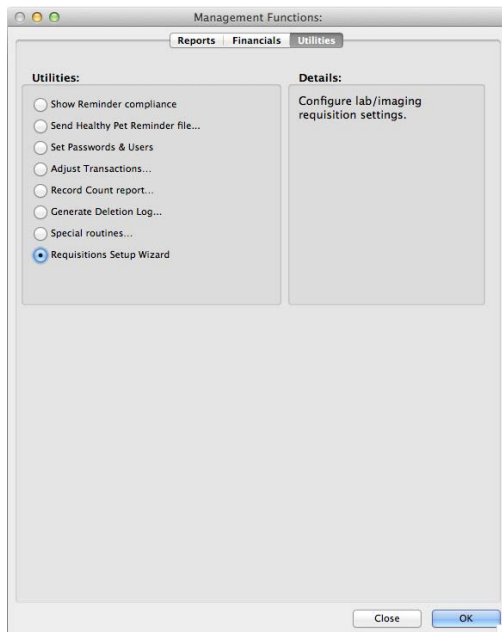 Management Functions:
Reports Financials Utilities
Utilities:
Show Reminder compliance
Send Healthy Pet Reminder file...
Set Passwords & Users
Adjust Transactions...
Record Count report...
Generate Deletion Log...
Special routines...
Requisitions Setup Wizard
Details:
Configure lab/imaging
requisition settings.
Close OK